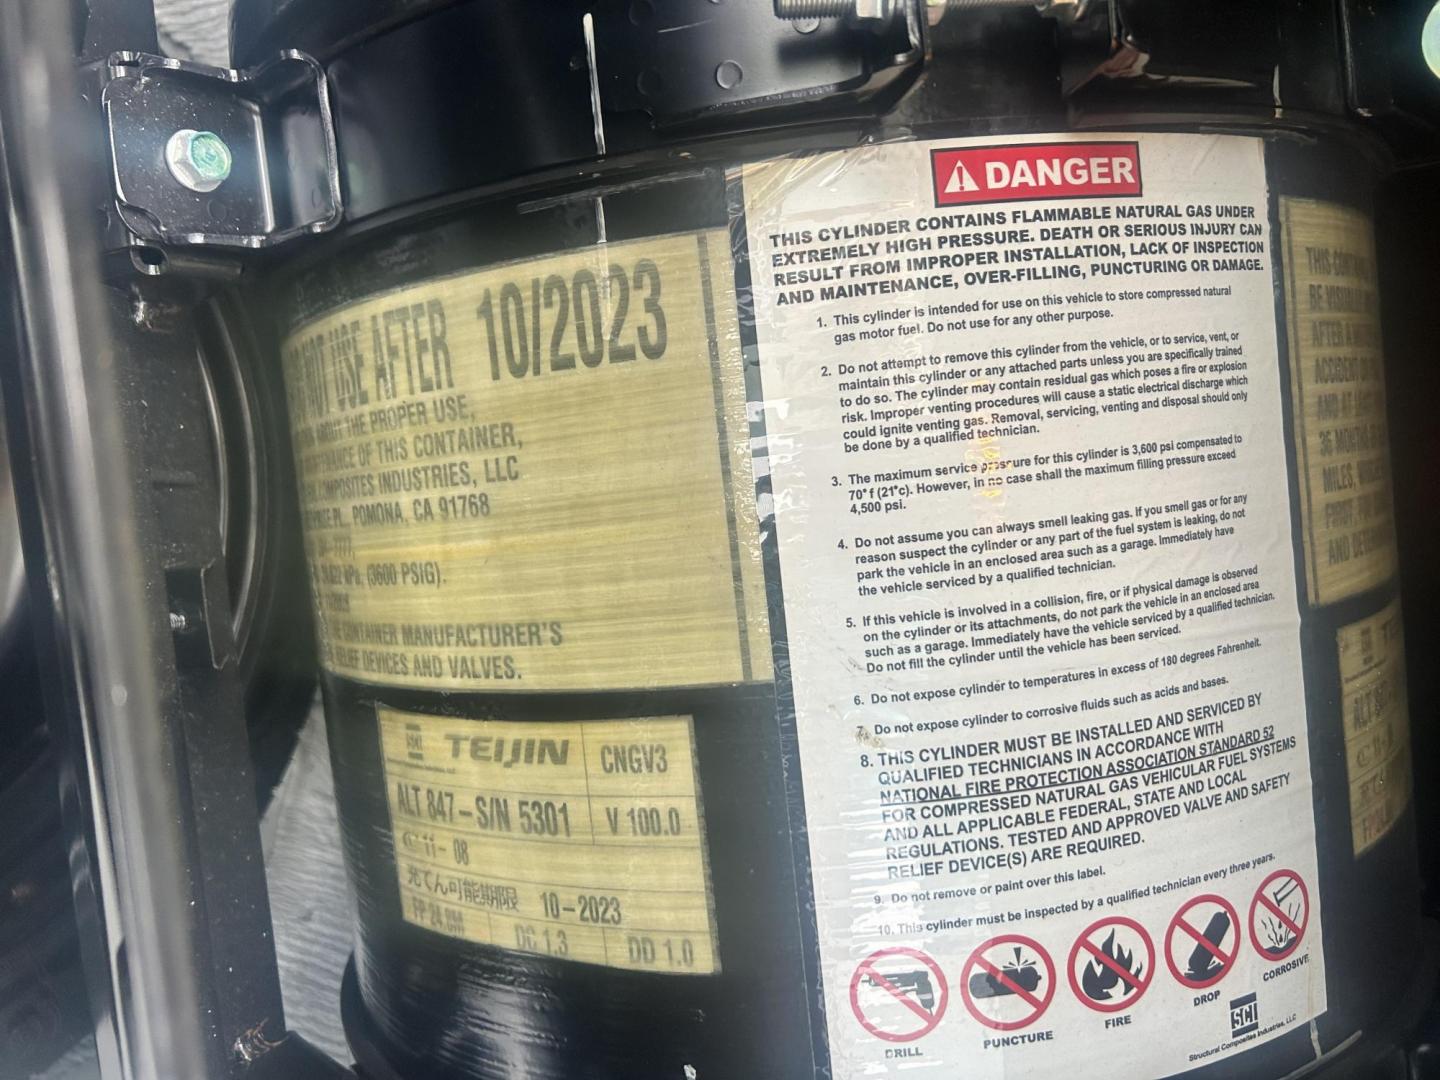 USE AFTER 10/2023
THE PROPER USE,
OF THIS CONTAINER,
COMPOSITES INDUSTRIES, LLC
PL., POMONA, CA 91768
(3600 PSIG).
CONTAINER MANUFACTURER'S
RELIEF DEVICES AND VALVES.
SCI TEIJIN CNGV3
ALT 847-S/N 5301 V 100.0
11-08
充てん可能期限 10-2023
FP 24.8M DC 1.3 DD 1.0
DANGER
THIS CYLINDER CONTAINS FLAMMABLE NATURAL GAS UNDER
EXTREMELY HIGH PRESSURE. DEATH OR SERIOUS INJURY CAN
RESULT FROM IMPROPER INSTALLATION, LACK OF INSPECTION
AND MAINTENANCE, OVER-FILLING, PUNCTURING OR DAMAGE.
1. This cylinder is intended for use on this vehicle to store compressed natural
gas motor fuel. Do not use for any other purpose.
2. Do not attempt to remove this cylinder from the vehicle, or to service, vent, or
maintain this cylinder or any attached parts unless you are specifically trained
to do so. The cylinder may contain residual gas which poses a fire or explosion
risk. Improper venting procedures will cause a static electrical discharge which
could ignite venting gas. Removal, servicing, venting and disposal should only
be done by a qualified technician.
3. The maximum service pressure for this cylinder is 3,600 psi compensated to
70°f (21°c). However, in no case shall the maximum filling pressure exceed
4,500 psi.
4. Do not assume you can always smell leaking gas. If you smell gas or for any
reason suspect the cylinder or any part of the fuel system is leaking, do not
park the vehicle in an enclosed area such as a garage. Immediately have
the vehicle serviced by a qualified technician.
5. If this vehicle is involved in a collision, fire, or if physical damage is observed
on the cylinder or its attachments, do not park the vehicle in an enclosed area
such as a garage. Immediately have the vehicle serviced by a qualified technician.
Do not fill the cylinder until the vehicle has been serviced.
6. Do not expose cylinder to temperatures in excess of 180 degrees Fahrenheit.
7. Do not expose cylinder to corrosive fluids such as acids and bases.
8. THIS CYLINDER MUST BE INSTALLED AND SERVICED BY
QUALIFIED TECHNICIANS IN ACCORDANCE WITH
NATIONAL FIRE PROTECTION ASSOCIATION STANDARD 52
FOR COMPRESSED NATURAL GAS VEHICULAR FUEL SYSTEMS
AND ALL APPLICABLE FEDERAL, STATE AND LOCAL
REGULATIONS. TESTED AND APPROVED VALVE AND SAFETY
RELIEF DEVICE(S) ARE REQUIRED.
9. Do not remove or paint over this label.
10. This cylinder must be inspected by a qualified technician every three years.
DRILL PUNCTURE FIRE DROP CORROSIVE
SCI
Structural Composites Industries, LLC
AFTER A
ACCIDENT
AND AT
36 MONTHS
MILES,
AND
ALT